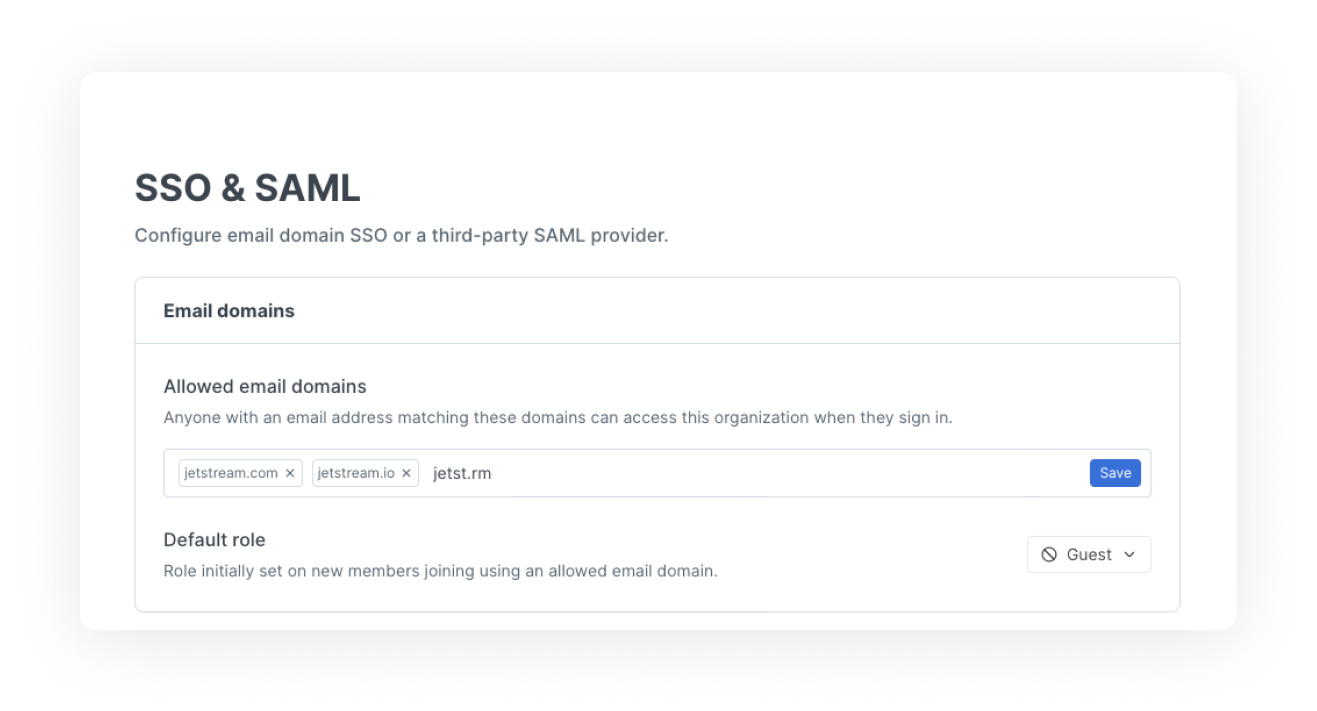 SSO & SAML
Configure email domain SSO or a third-party SAML provider.
Email domains
Allowed email domains
Anyone with an email address matching these domains can access this organization when they sign in.
jetstream.com × jetstream.io × jetst.rm Save
Default role
Guest
Role initially set on new members joining using an allowed email domain.